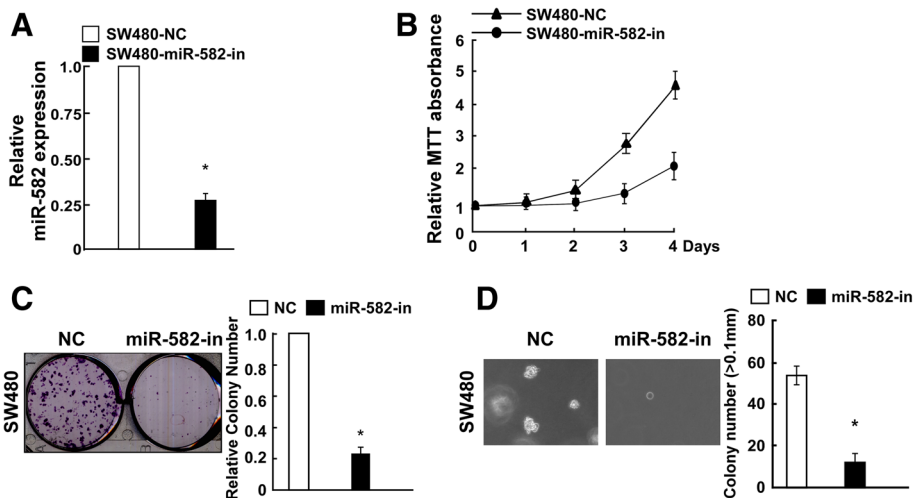 A
SW480-NC
SW480-miR-582-in
Relative
miR-582 expression
1.0
0.75
0.50
0.25
0
*
B
SW480-NC
SW480-miR-582-in
Relative MTT absorbance
6
5
4
3
2
1
0
0 1 2 3 4 Days
C
NC miR-582-in
NC miR-582-in
SW480
Relative Colony Number
1.0
0.8
0.6
0.4
0.2
0
*
D
NC miR-582-in
NC miR-582-in
SW480
Colony number (>0.1mm)
80
60
40
20
0
*